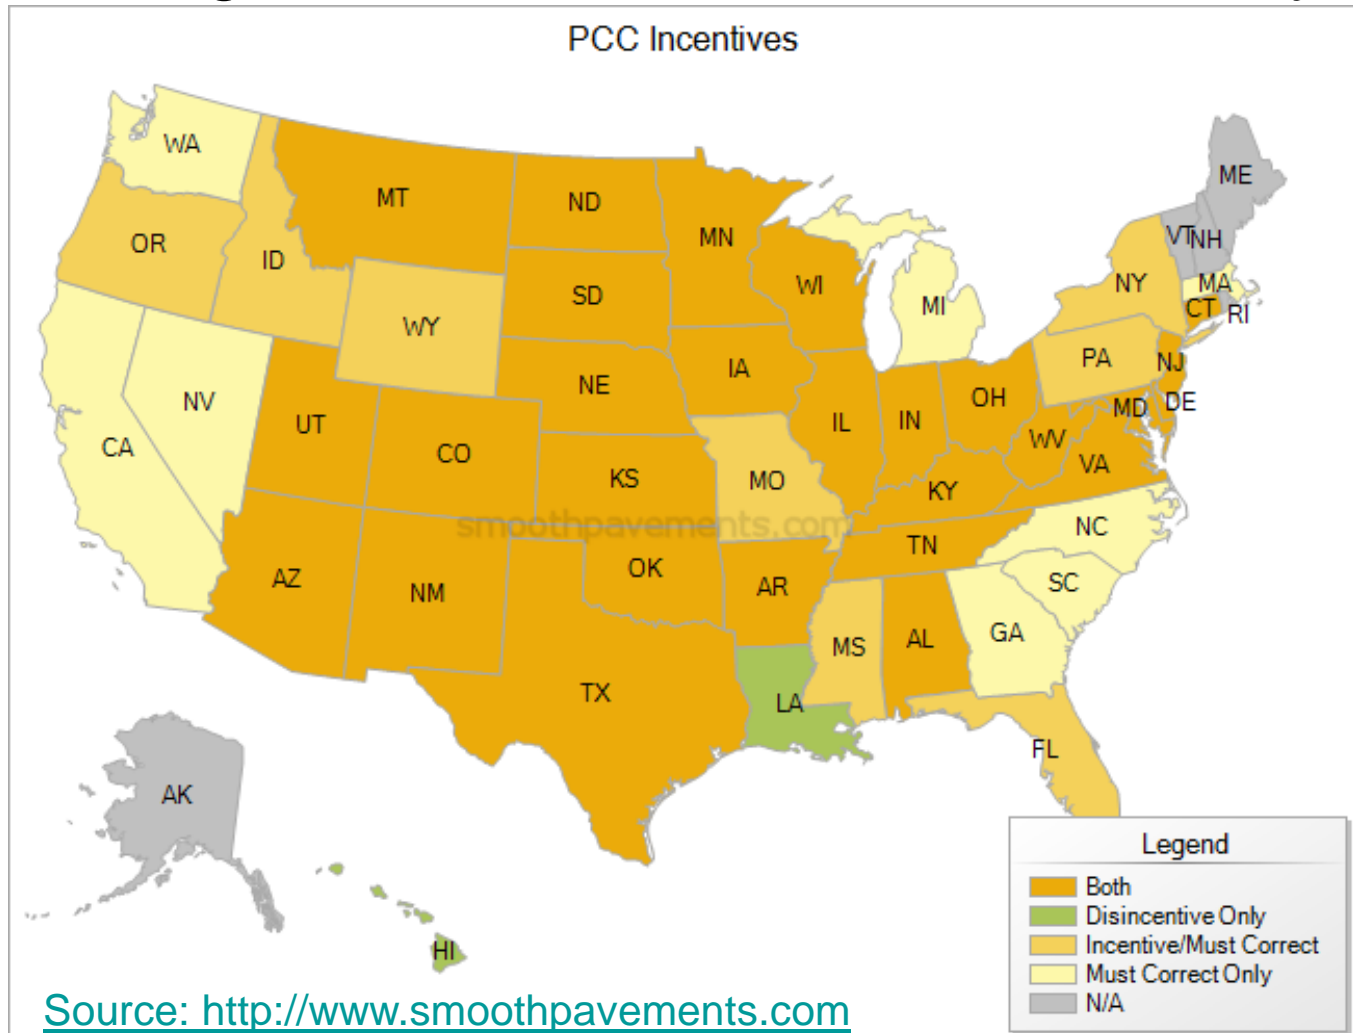 PCC Incentives
WA
ME
MT
ND
VT
NH
OR
MN
ID
SD
WI
NY
MA
WY
MI
CT
RI
IA
PA
NJ
NE
NV
OH
MD
DE
UT
IL
IN
WV
CA
CO
VA
KS
MO
KY
smoothpavements.com
NC
TN
AZ
OK
AR
SC
NM
GA
AL
MS
TX
LA
FL
AK
HI
Legend
Both
Disincentive Only
Incentive/Must Correct
Must Correct Only
N/A
Source: http://www.smoothpavements.com